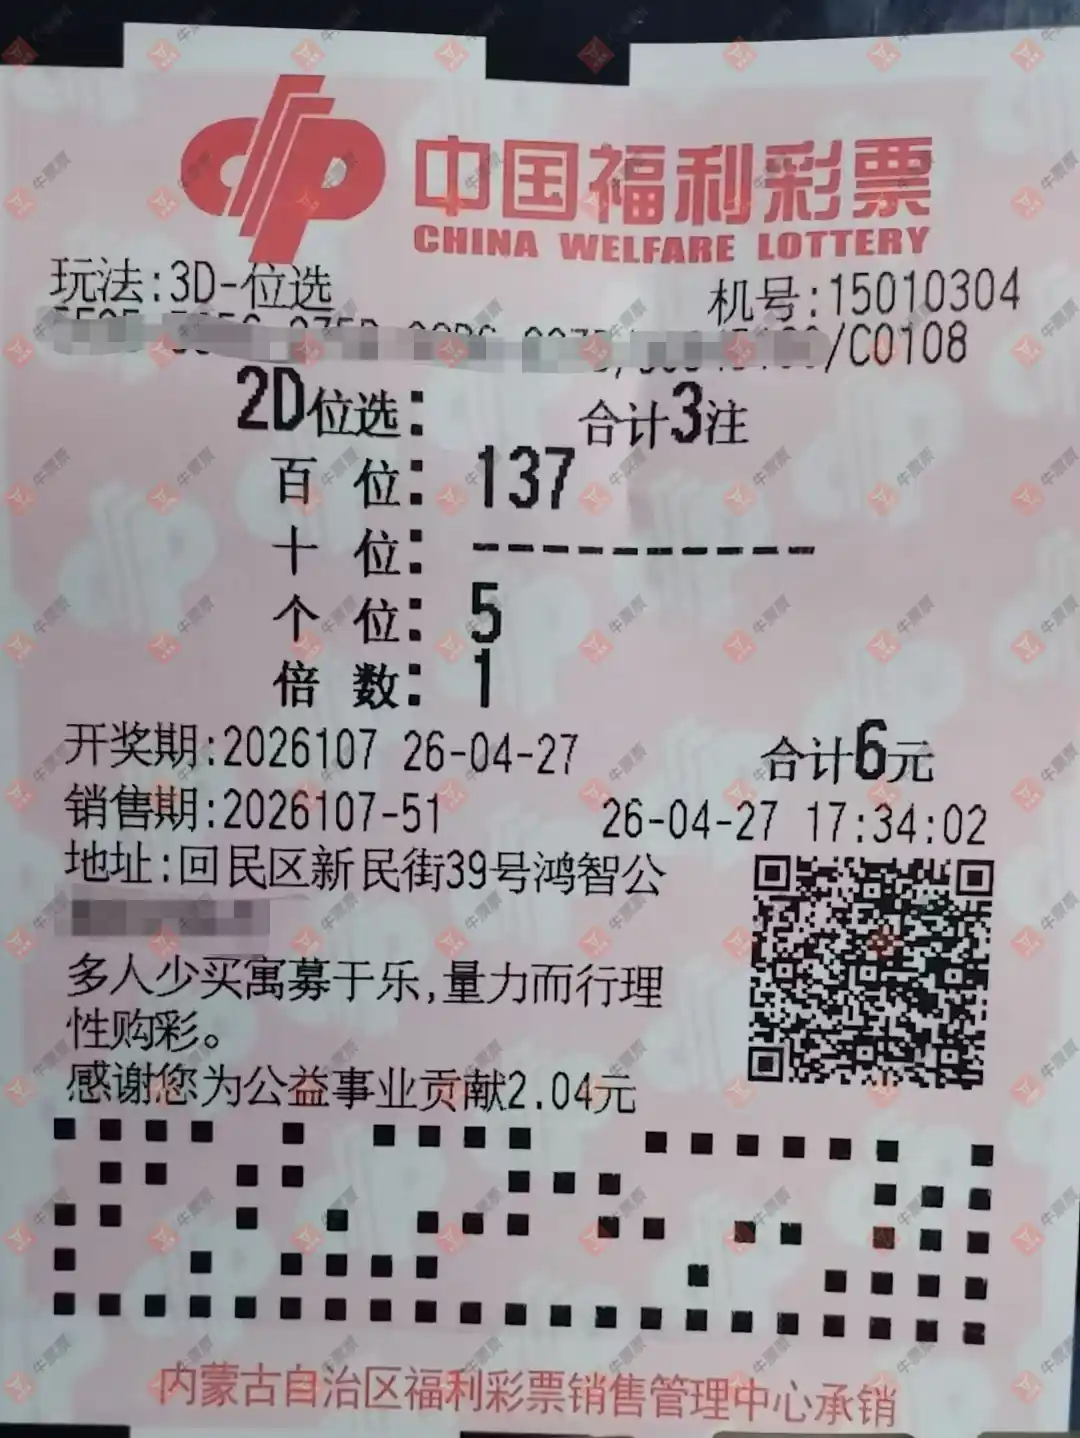 中国福利彩票
CHINA WELFARE LOTTERY
玩法:3D-位选
机号:15010304
/C0108
2D位选: 合计3注
百 位: 137
十 位: ----------
个 位: 5
倍 数: 1
开奖期:2026107 26-04-27 合计6元
销售期:2026107-51 26-04-27 17:34:02
地址:回民区新民街39号鸿智公
多人少买寓募于乐,量力而行理
性购彩。
感谢您为公益事业贡献2.04元
内蒙古自治区福利彩票销售管理中心承销
牛票票